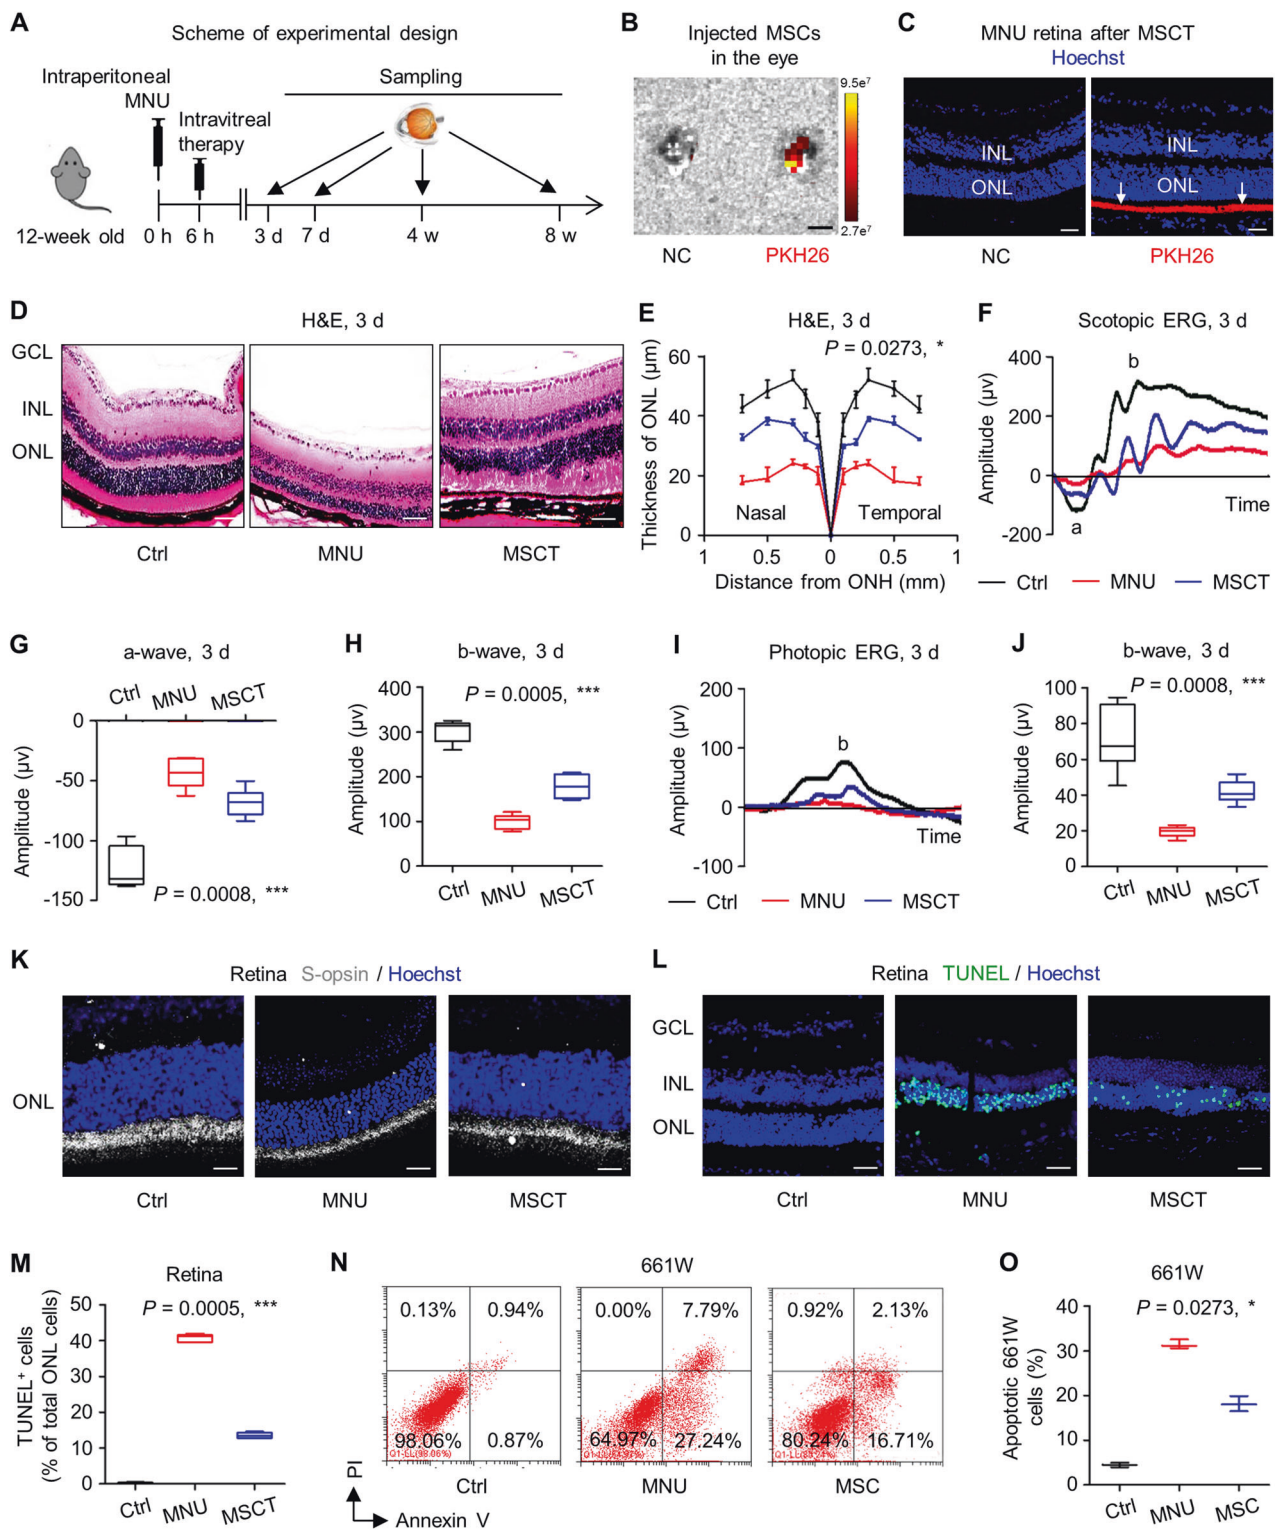 A
Scheme of experimental design
Intraperitoneal
MNU
Intravitreal
therapy
Sampling
12-week old
0 h
6 h
3 d
7 d
4 w
8 w
B
Injected MSCs
in the eye
9.5e⁷
2.7e⁷
NC
PKH26
C
MNU retina after MSCT
Hoechst
INL
ONL
INL
ONL
NC
PKH26
D
H&E, 3 d
GCL
INL
ONL
Ctrl
MNU
MSCT
E
H&E, 3 d
P = 0.0273, *
Thickness of ONL (μm)
60
40
20
0
Nasal
Temporal
1
0.5
0
0.5
1
Distance from ONH (mm)
F
Scotopic ERG, 3 d
Amplitude (μv)
400
200
0
-200
b
a
Time
Ctrl
MNU
MSCT
G
a-wave, 3 d
Ctrl
MNU
MSCT
Amplitude (μv)
0
-50
-100
-150
P = 0.0008, ***
H
b-wave, 3 d
P = 0.0005, ***
Amplitude (μv)
400
300
200
100
0
Ctrl
MNU
MSCT
I
Photopic ERG, 3 d
Amplitude (μv)
200
100
0
-100
b
Time
Ctrl
MNU
MSCT
J
b-wave, 3 d
P = 0.0008, ***
Amplitude (μv)
100
80
60
40
20
0
Ctrl
MNU
MSCT
K
Retina S-opsin / Hoechst
ONL
Ctrl
MNU
MSCT
L
Retina TUNEL / Hoechst
GCL
INL
ONL
Ctrl
MNU
MSCT
M
Retina
P = 0.0005, ***
TUNEL⁺ cells
(% of total ONL cells)
50
40
30
20
10
0
Ctrl
MNU
MSCT
N
661W
0.13%
0.94%
98.06%
0.87%
Q1-LL(98.06%)
0.00%
7.79%
64.97%
27.24%
0.92%
2.13%
80.24%
16.71%
Ctrl
MNU
MSC
PI
Annexin V
O
661W
P = 0.0273, *
Apoptotic 661W
cells (%)
40
30
20
10
0
Ctrl
MNU
MSC